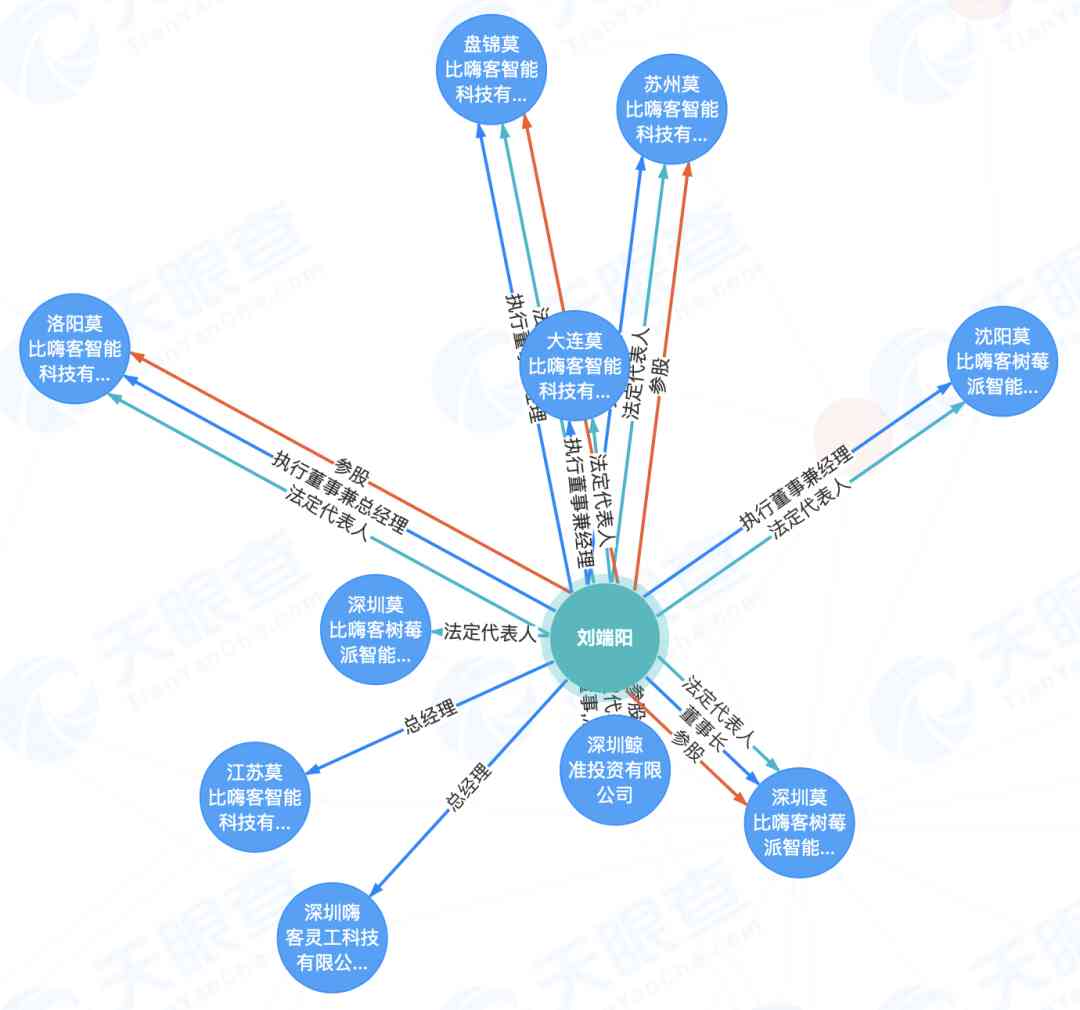 盘锦莫
比嗨客智能
科技有...
苏州莫
比嗨客智能
科技有...
洛阳莫
比嗨客智能
科技有...
大连莫
比嗨客智能
科技有...
沈阳莫
比嗨客树莓
派智能...
法定代表人
参股
参股
执行董事兼总经理
法定代表人
执行董事兼经理
法定代表人
执行董事兼经理
法定代表人
深圳莫
比嗨客树莓
派智能...
法定代表人
刘端阳
总经理
总经理
参股
法定代表人
董事长
参股
深圳鲸
准投资有限
公司
江苏莫
比嗨客智能
科技有...
深圳莫
比嗨客树莓
派智能...
深圳嗨
客灵工科技
有限公...
天眼查
TianYanCha.com